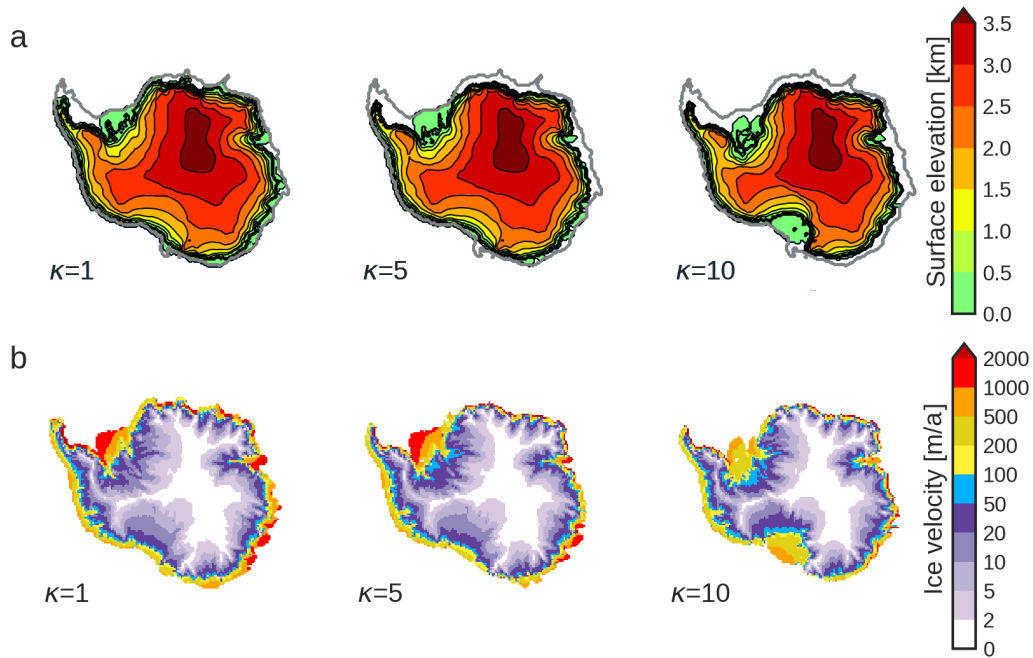 a
κ=1
κ=5
κ=10
Surface elevation [km]
3.5
3.0
2.5
2.0
1.5
1.0
0.5
0.0
b
κ=1
κ=5
κ=10
Ice velocity [m/a]
2000
1000
500
200
100
50
20
10
5
2
0